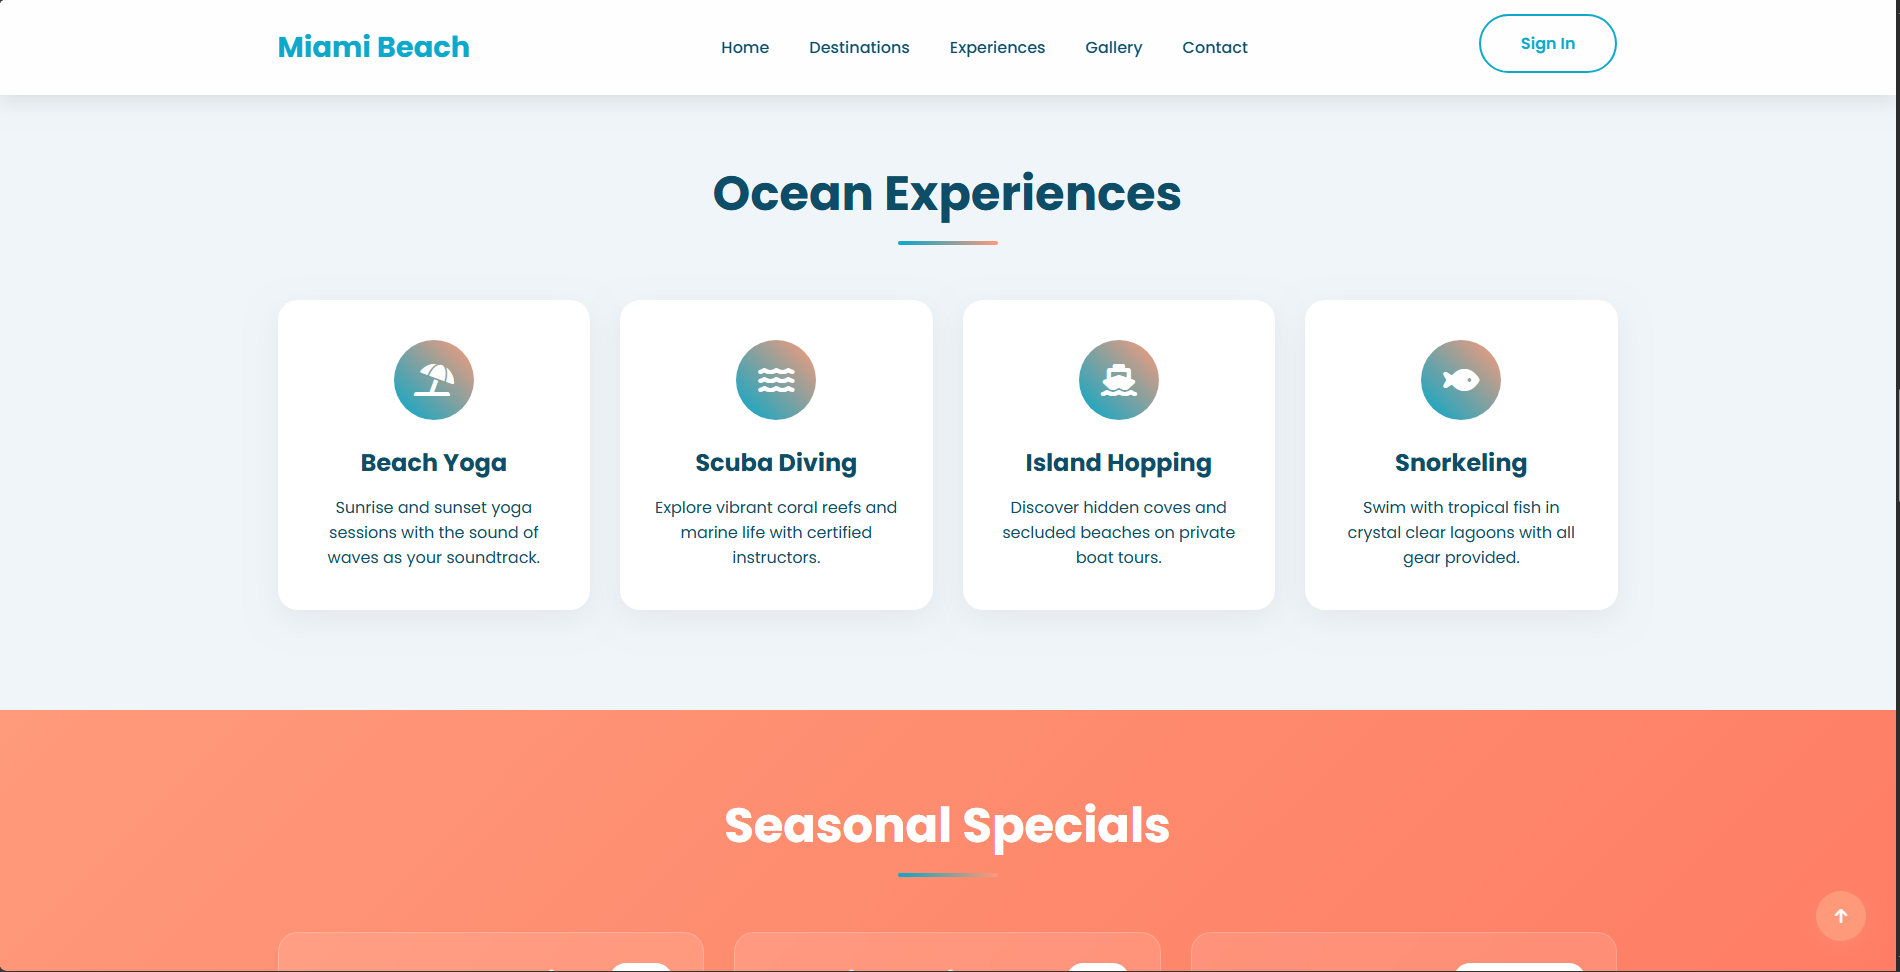 Miami Beach
Home
Destinations
Experiences
Gallery
Contact
Sign In
Ocean Experiences
Beach Yoga
Sunrise and sunset yoga
sessions with the sound of
waves as your soundtrack.
Scuba Diving
Explore vibrant coral reefs and
marine life with certified
instructors.
Island Hopping
Discover hidden coves and
secluded beaches on private
boat tours.
Snorkeling
Swim with tropical fish in
crystal clear lagoons with all
gear provided.
Seasonal Specials